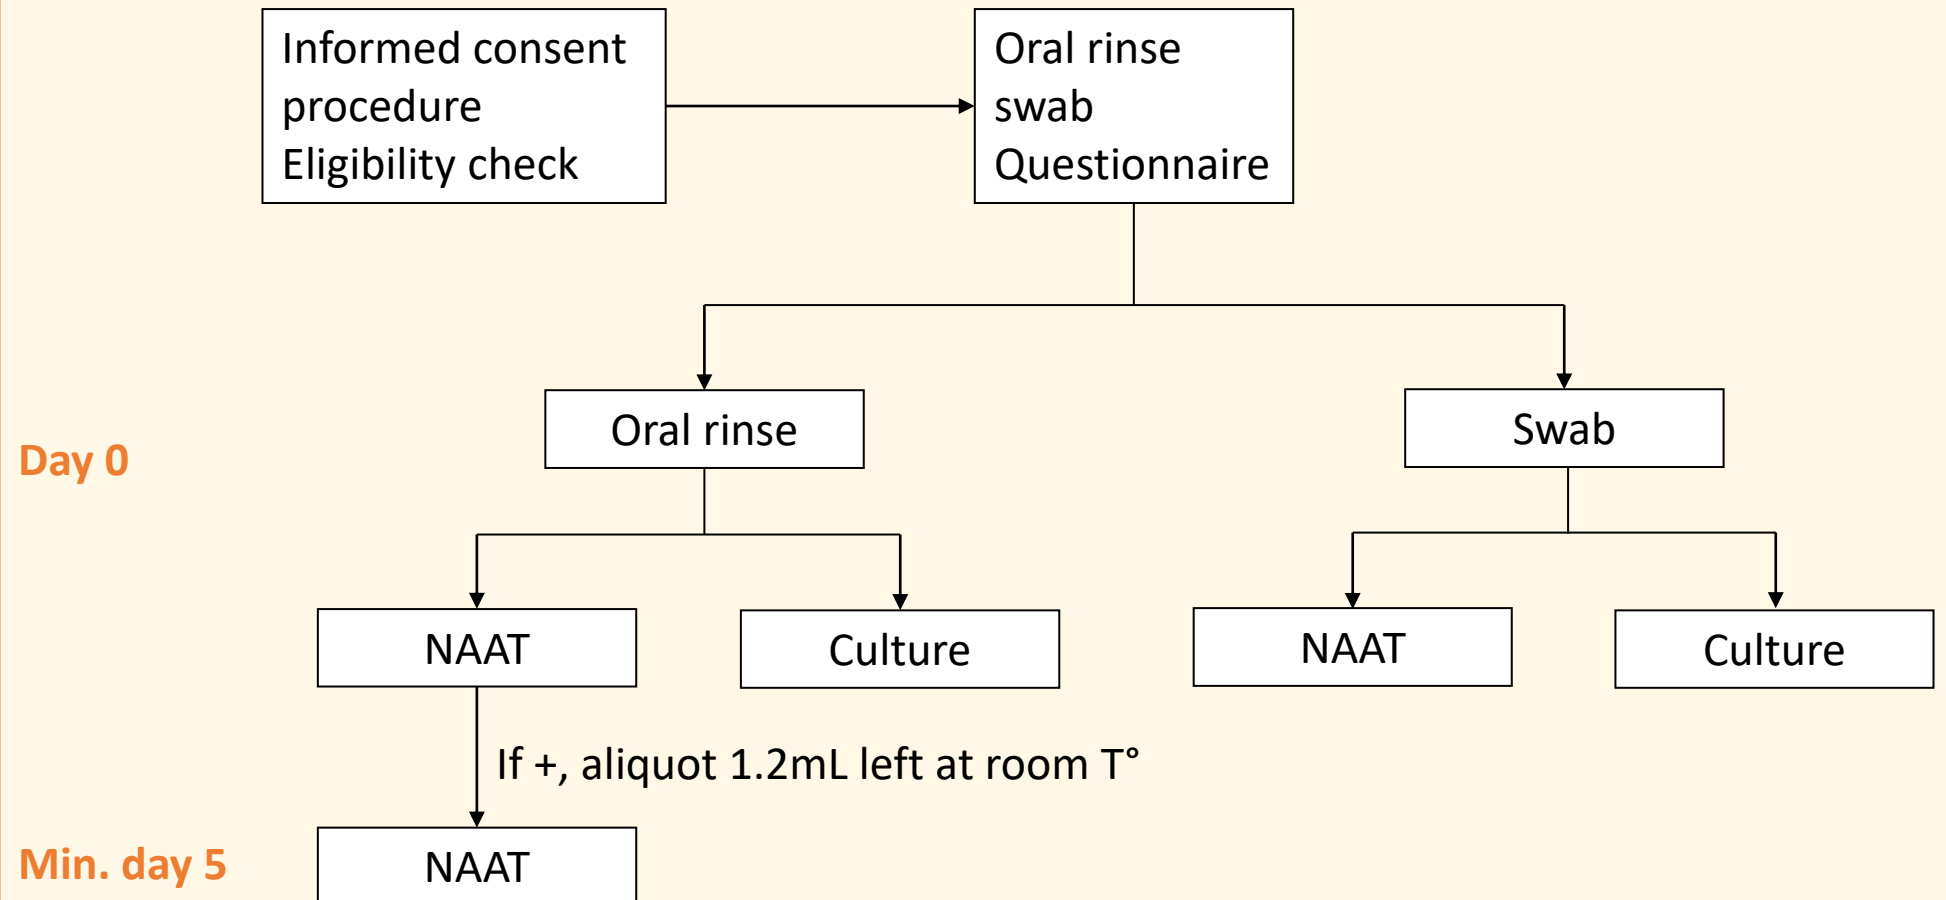 Informed consent
procedure
Eligibility check
Oral rinse
swab
Questionnaire
Oral rinse
Swab
Day 0
NAAT
Culture
NAAT
Culture
If +, aliquot 1.2mL left at room T°
Min. day 5
NAAT